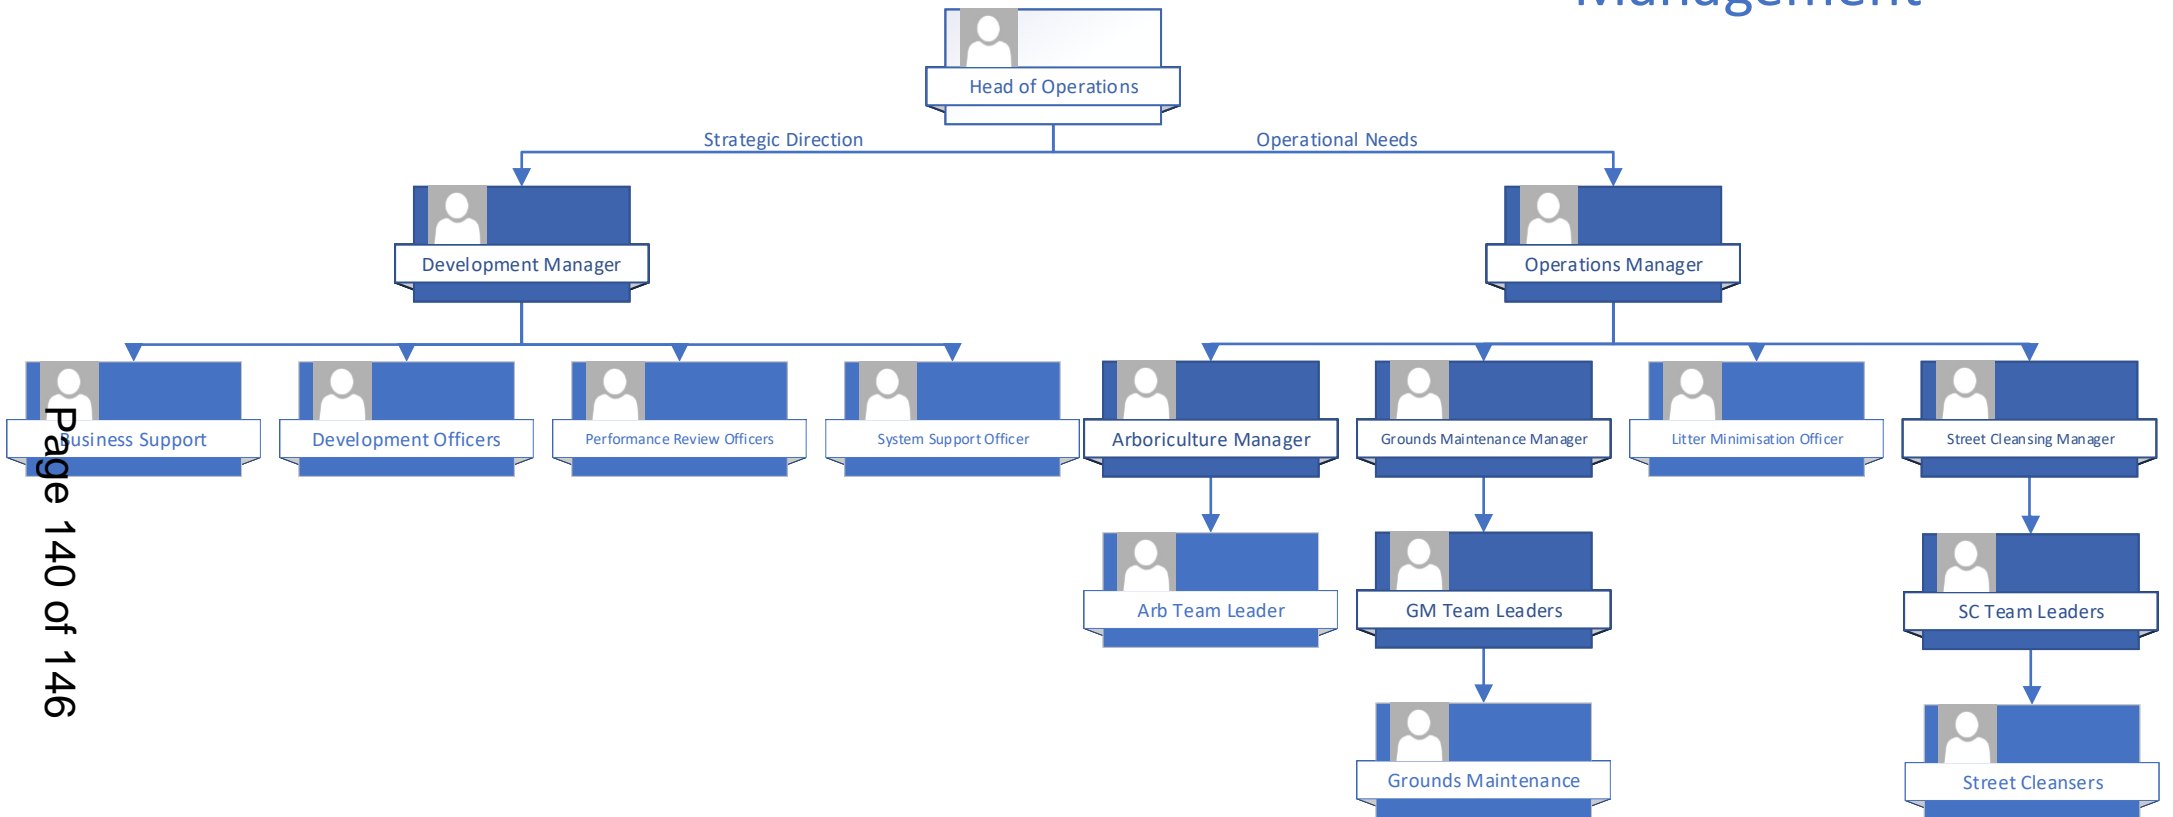 Management
Head of Operations
Strategic Direction
Operational Needs
Development Manager
Operations Manager
Business Support
Development Officers
Performance Review Officers
System Support Officer
Arboriculture Manager
Grounds Maintenance Manager
Litter Minimisation Officer
Street Cleansing Manager
Arb Team Leader
GM Team Leaders
SC Team Leaders
Grounds Maintenance
Street Cleansers
Page 140 of 146